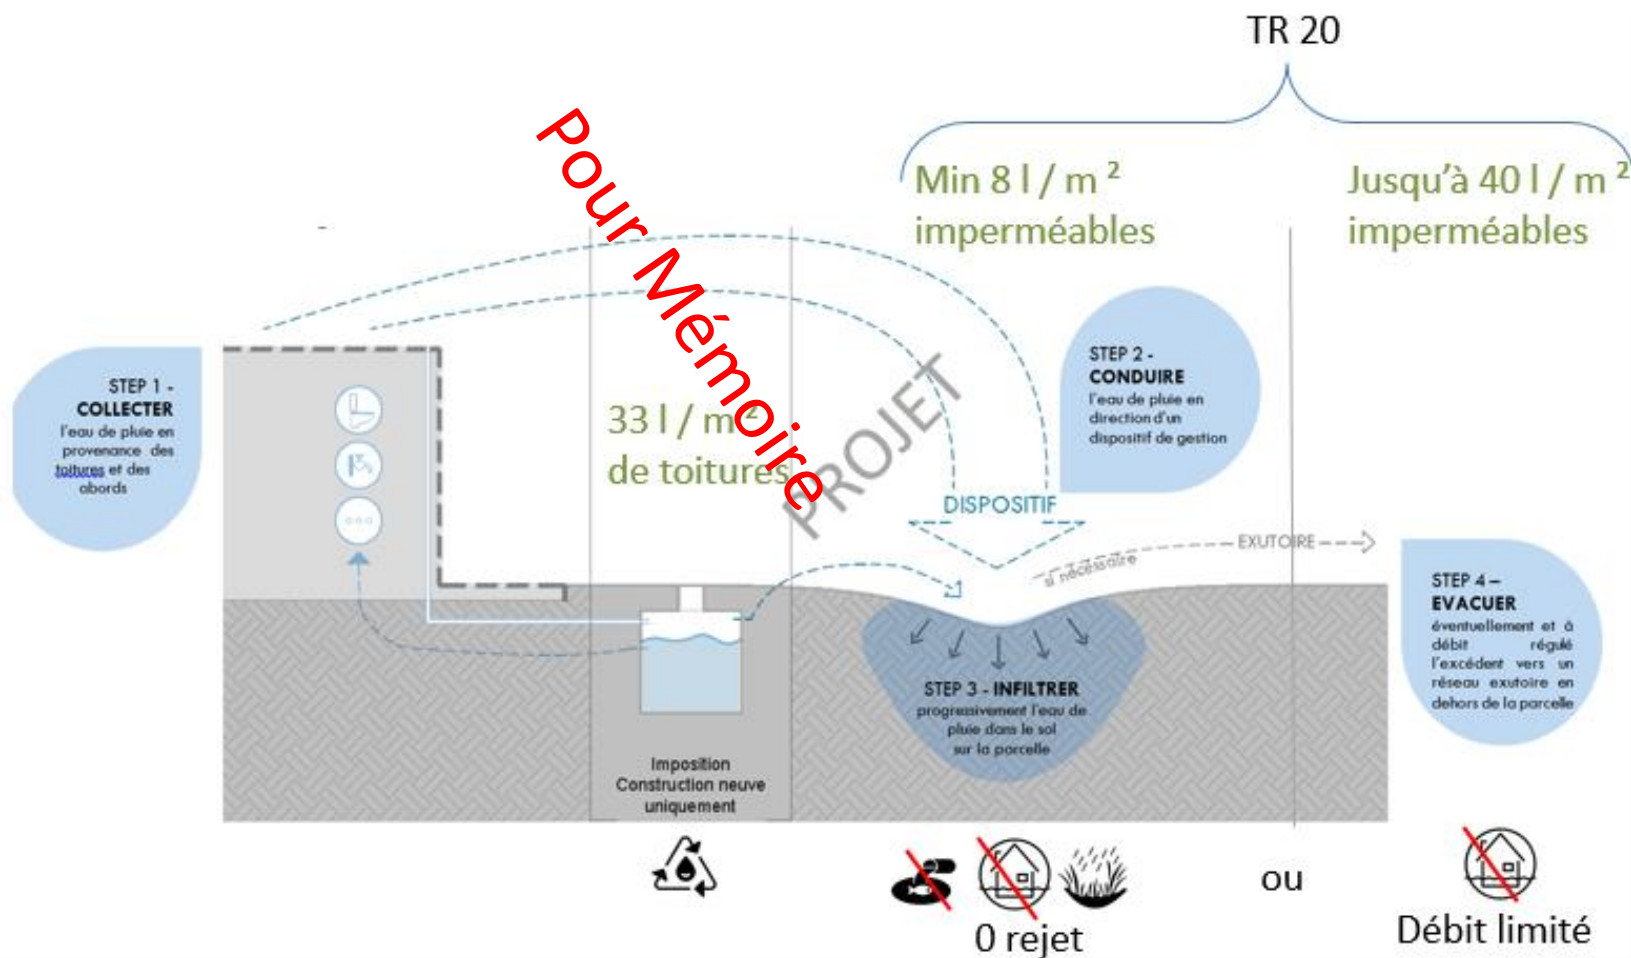 TR 20
Min 8 l / m ²
imperméables
Jusqu'à 40 l / m ²
imperméables
Pour Mémoire
PROJET
STEP 1 -
COLLECTER
l'eau de pluie en
provenance des
toitures et des
abords
33 l / m ²
de toitures
STEP 2 -
CONDUIRE
l'eau de pluie en
direction d'un
dispositif de gestion
DISPOSITIF
si nécessaire
EXUTOIRE
STEP 3 - INFILTRER
progressivement l'eau de
pluie dans le sol
sur la parcelle
STEP 4 –
EVACUER
éventuellement et à
débit régulé
l'excédent vers un
réseau exutoire en
dehors de la parcelle
Imposition
Construction neuve
uniquement
0 rejet
ou
Débit limité